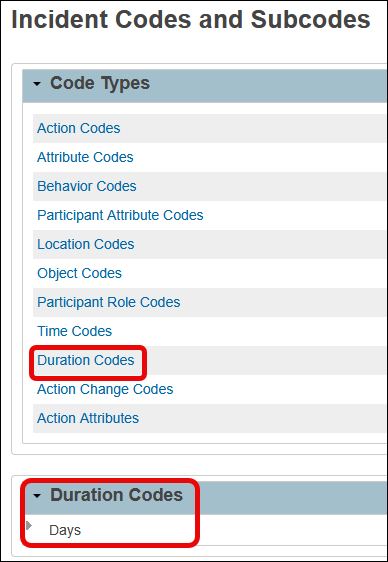 Incident Codes and Subcodes
Code Types
Action Codes
Attribute Codes
Behavior Codes
Participant Attribute Codes
Location Codes
Object Codes
Participant Role Codes
Time Codes
Duration Codes
Action Change Codes
Action Attributes
Duration Codes
Days